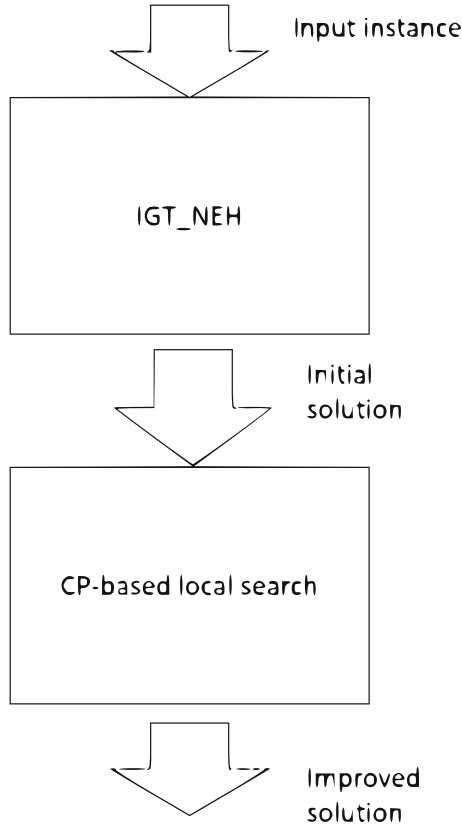 Input instance
IGT_NEH
Initial
solution
CP-based local search
Improved
solution